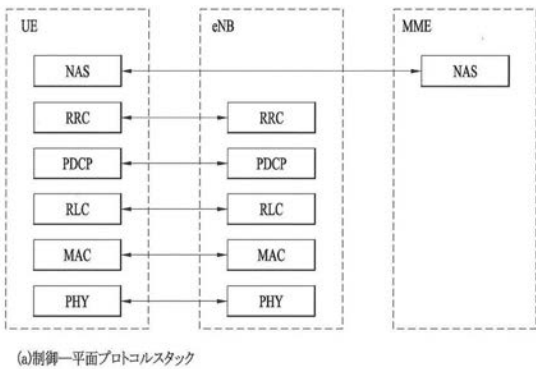 UE eNB MME
NAS NAS
RRC RRC
PDCP PDCP
RLC RLC
MAC MAC
PHY PHY
(a)制御―平面プロトコルスタック